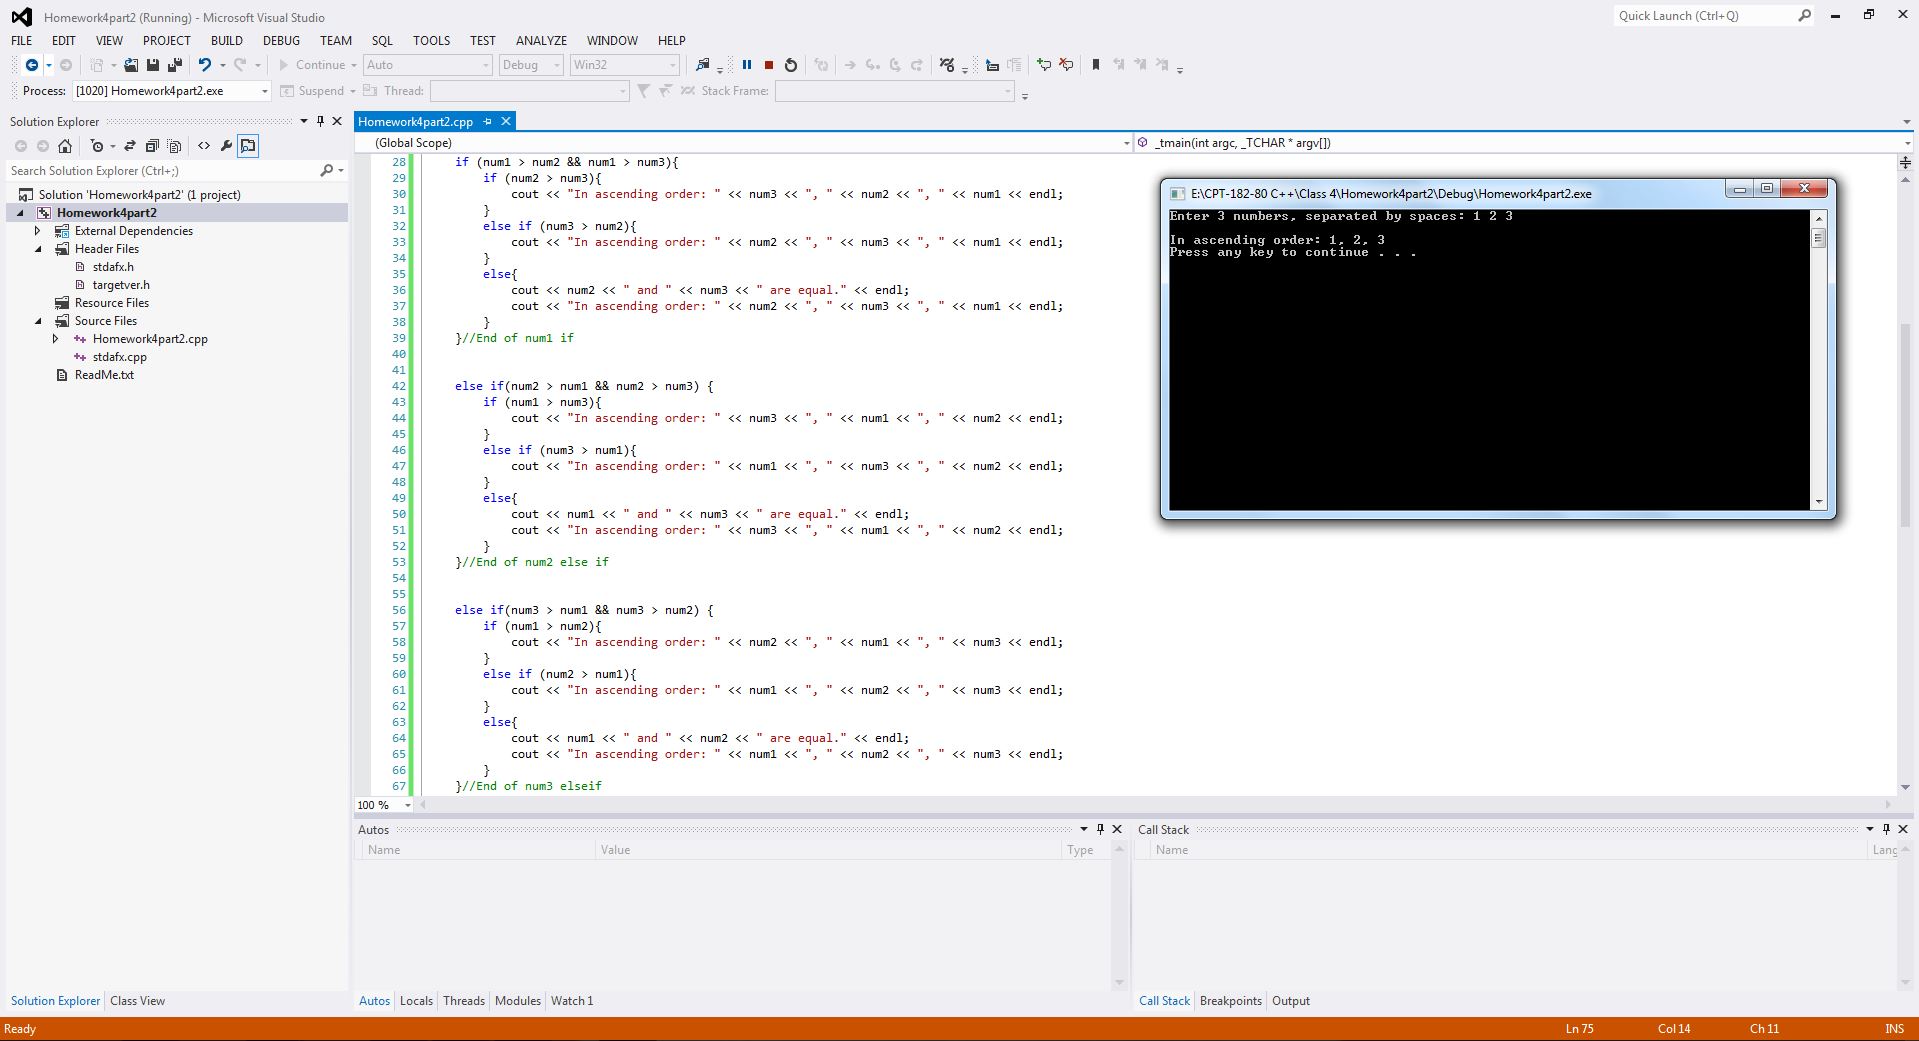 Homework4part2 (Running) - Microsoft Visual Studio
Quick Launch (Ctrl+Q)
FILE EDIT VIEW PROJECT BUILD DEBUG TEAM SQL TOOLS TEST ANALYZE WINDOW HELP
Continue Auto Debug Win32
Process: [1020] Homework4part2.exe Suspend Thread: Stack Frame:
Solution Explorer
Search Solution Explorer (Ctrl+;)
Solution 'Homework4part2' (1 project)
Homework4part2
External Dependencies
Header Files
stdafx.h
targetver.h
Resource Files
Source Files
Homework4part2.cpp
stdafx.cpp
ReadMe.txt
Solution Explorer Class View
Homework4part2.cpp
(Global Scope) _tmain(int argc, _TCHAR * argv[])
28 if (num1 > num2 && num1 > num3){
29 if (num2 > num3){
30 cout << "In ascending order: " << num3 << ", " << num2 << ", " << num1 << endl;
31 }
32 else if (num3 > num2){
33 cout << "In ascending order: " << num2 << ", " << num3 << ", " << num1 << endl;
34 }
35 else{
36 cout << num2 << " and " << num3 << " are equal." << endl;
37 cout << "In ascending order: " << num2 << ", " << num3 << ", " << num1 << endl;
38 }
39 }//End of num1 if
40
41
42 else if(num2 > num1 && num2 > num3) {
43 if (num1 > num3){
44 cout << "In ascending order: " << num3 << ", " << num1 << ", " << num2 << endl;
45 }
46 else if (num3 > num1){
47 cout << "In ascending order: " << num1 << ", " << num3 << ", " << num2 << endl;
48 }
49 else{
50 cout << num1 << " and " << num3 << " are equal." << endl;
51 cout << "In ascending order: " << num3 << ", " << num1 << ", " << num2 << endl;
52 }
53 }//End of num2 else if
54
55
56 else if(num3 > num1 && num3 > num2) {
57 if (num1 > num2){
58 cout << "In ascending order: " << num2 << ", " << num1 << ", " << num3 << endl;
59 }
60 else if (num2 > num1){
61 cout << "In ascending order: " << num1 << ", " << num2 << ", " << num3 << endl;
62 }
63 else{
64 cout << num1 << " and " << num2 << " are equal." << endl;
65 cout << "In ascending order: " << num1 << ", " << num2 << ", " << num3 << endl;
66 }
67 }//End of num3 elseif
100 %
E:\CPT-182-80 C++\Class 4\Homework4part2\Debug\Homework4part2.exe
Enter 3 numbers, separated by spaces: 1 2 3
In ascending order: 1, 2, 3
Press any key to continue . . .
Autos
Name Value Type
Autos Locals Threads Modules Watch 1
Call Stack
Name Lang
Call Stack Breakpoints Output
Ready Ln 75 Col 14 Ch 11 INS